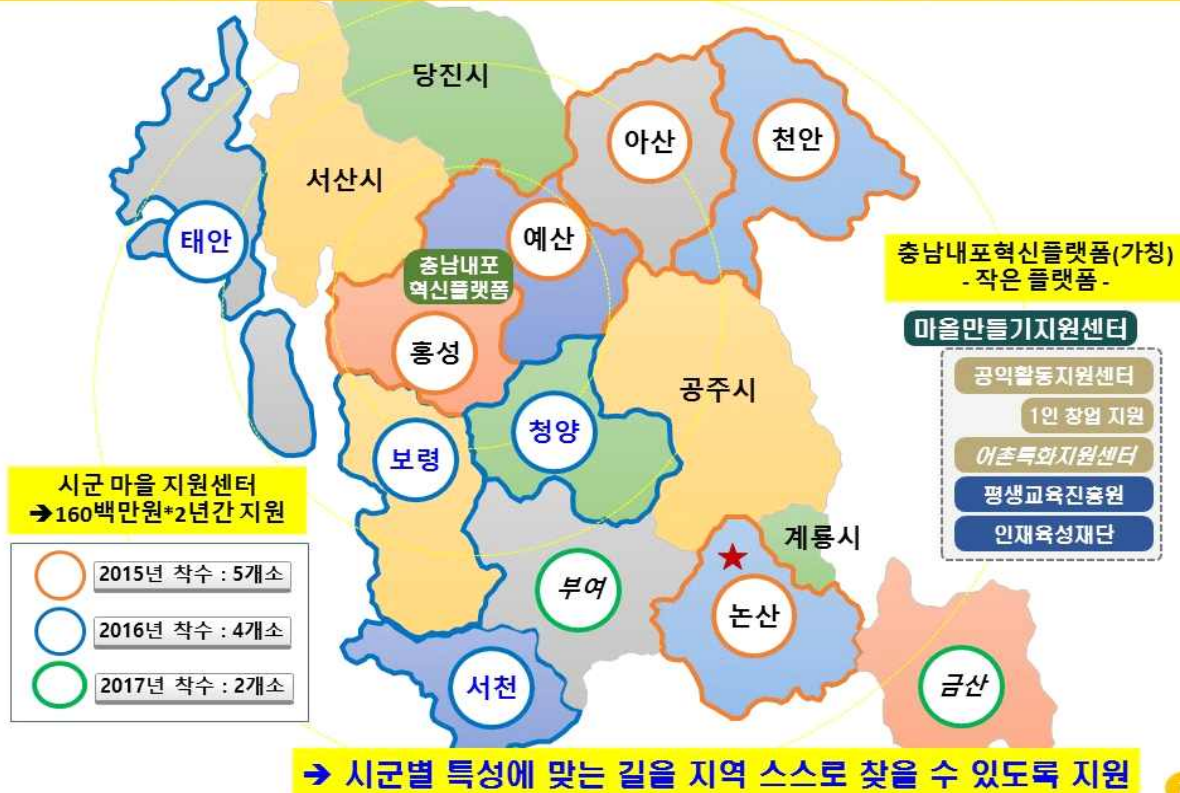 당진시
아산
천안
서산시
태안
예산
충남내포
혁신플랫폼
홍성
충남내포혁신플랫폼(가칭)
- 작은 플랫폼 -
마을만들기지원센터
공익활동지원센터
1인 창업 지원
어촌특화지원센터
평생교육진흥원
인재육성재단
공주시
청양
보령
시군 마을 지원센터
➔160백만원*2년간 지원
2015년 착수 : 5개소
2016년 착수 : 4개소
2017년 착수 : 2개소
계룡시
부여
논산
서천
금산
➔ 시군별 특성에 맞는 길을 지역 스스로 찾을 수 있도록 지원